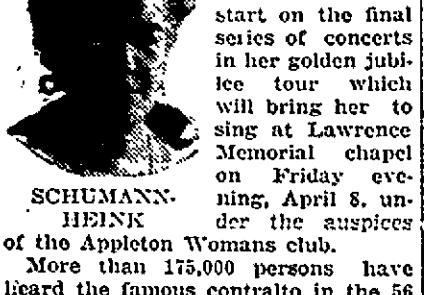 start on the final
series of concerts
in her golden jubi-
lee tour which
will bring her to
sing at Lawrence
Memorial chapel
on Friday eve-
ning, April 8, un-
der the auspices
SCHUMANN-
HEINK
of the Appleton Womans club.
More than 175,000 persons have
heard the famous contralto in the 56